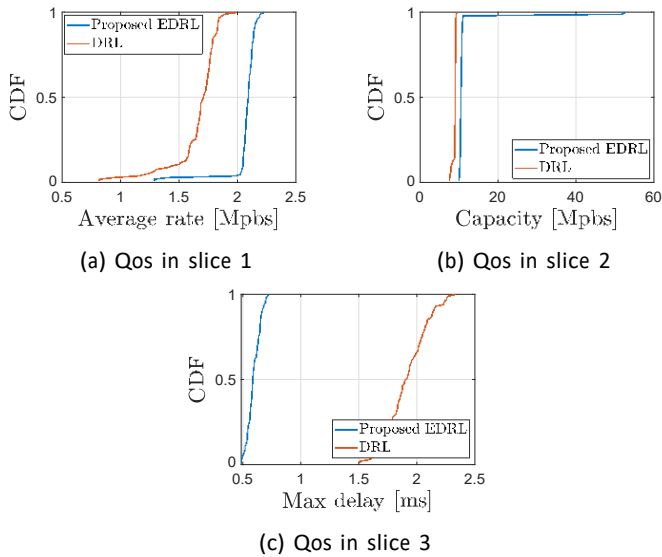 1
Proposed EDRL
DRL
0.5
0
CDF
0.5 1 1.5 2 2.5
Average rate [Mpbs]
(a) Qos in slice 1
1
0.5
0
CDF
Proposed EDRL
DRL
0 20 40 60
Capacity [Mpbs]
(b) Qos in slice 2
1
0.5
0
CDF
Proposed EDRL
DRL
0.5 1 1.5 2 2.5
Max delay [ms]
(c) Qos in slice 3